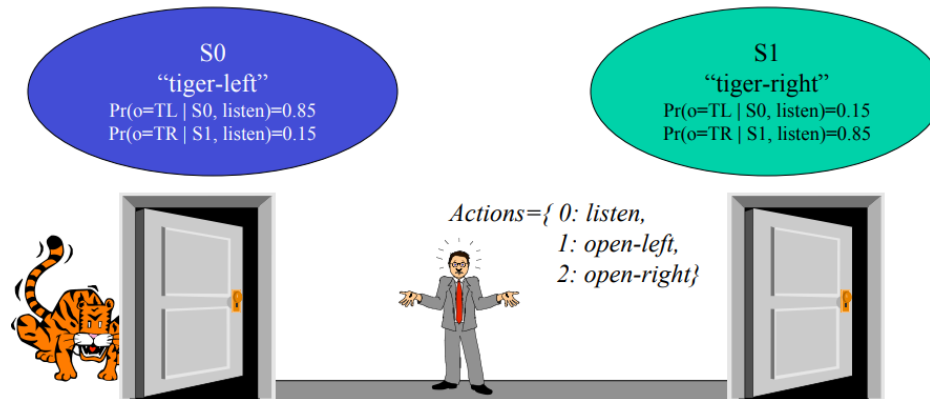 S0
“tiger-left”
Pr(o=TL | S0, listen)=0.85
Pr(o=TR | S1, listen)=0.15
S1
“tiger-right”
Pr(o=TL | S0, listen)=0.15
Pr(o=TR | S1, listen)=0.85
Actions={ 0: listen,
1: open-left,
2: open-right}